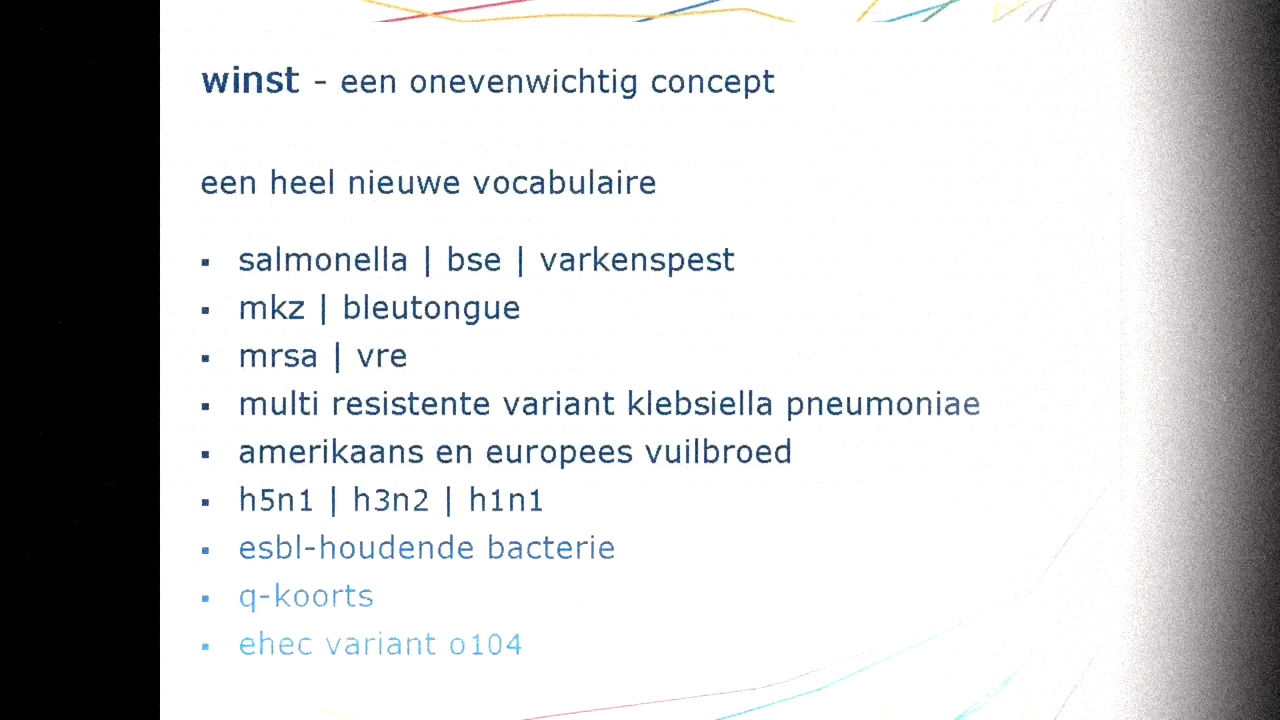 winst - een onevenwichtig concept
een heel nieuwe vocabulaire
▪ salmonella | bse | varkenspest
▪ mkz | bleutongue
▪ mrsa | vre
▪ multi resistente variant klebsiella pneumoniae
▪ amerikaans en europees vuilbroed
▪ h5n1 | h3n2 | h1n1
▪ esbl-houdende bacterie
▪ q-koorts
▪ ehec variant o104